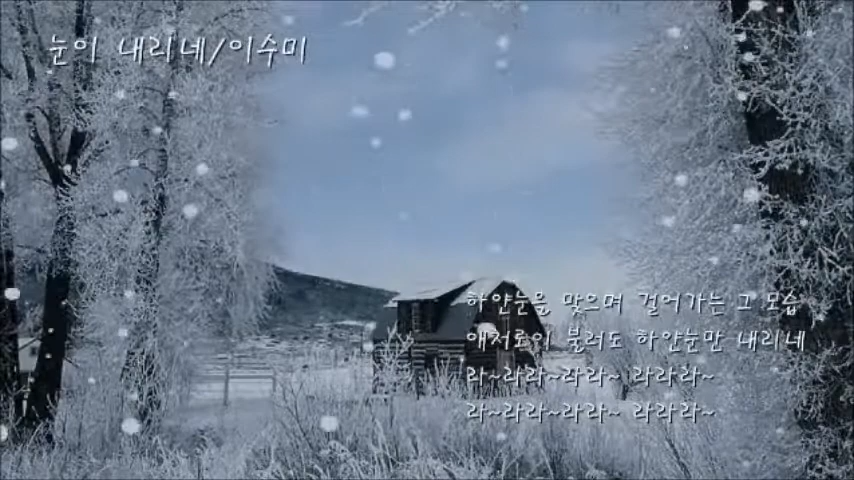 눈이 내리네/이수미
하얀눈을 맞으며 걸어가는 그 모습
애처로이 불러도 하얀눈만 내리네
라~라라~라라~ 라라라~
라~라라~라라~ 라라라~